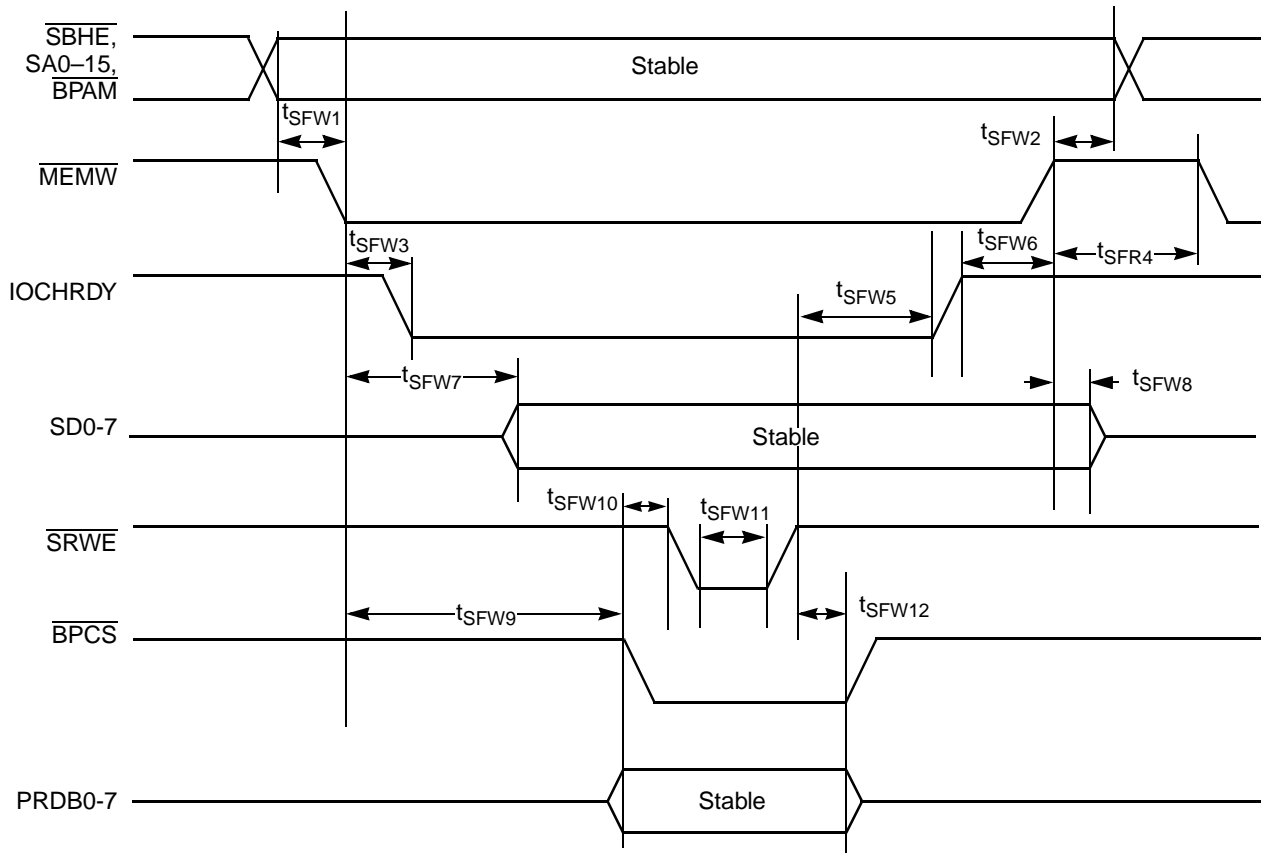 SBHE,
SA0–15,
BPAM
Stable
tSFW1
tSFW2
MEMW
tSFW3
tSFW6
tSFR4
IOCHRDY
tSFW5
tSFW7
tSFW8
SD0-7
Stable
tSFW10
tSFW11
SRWE
tSFW9
tSFW12
BPCS
PRDB0-7
Stable